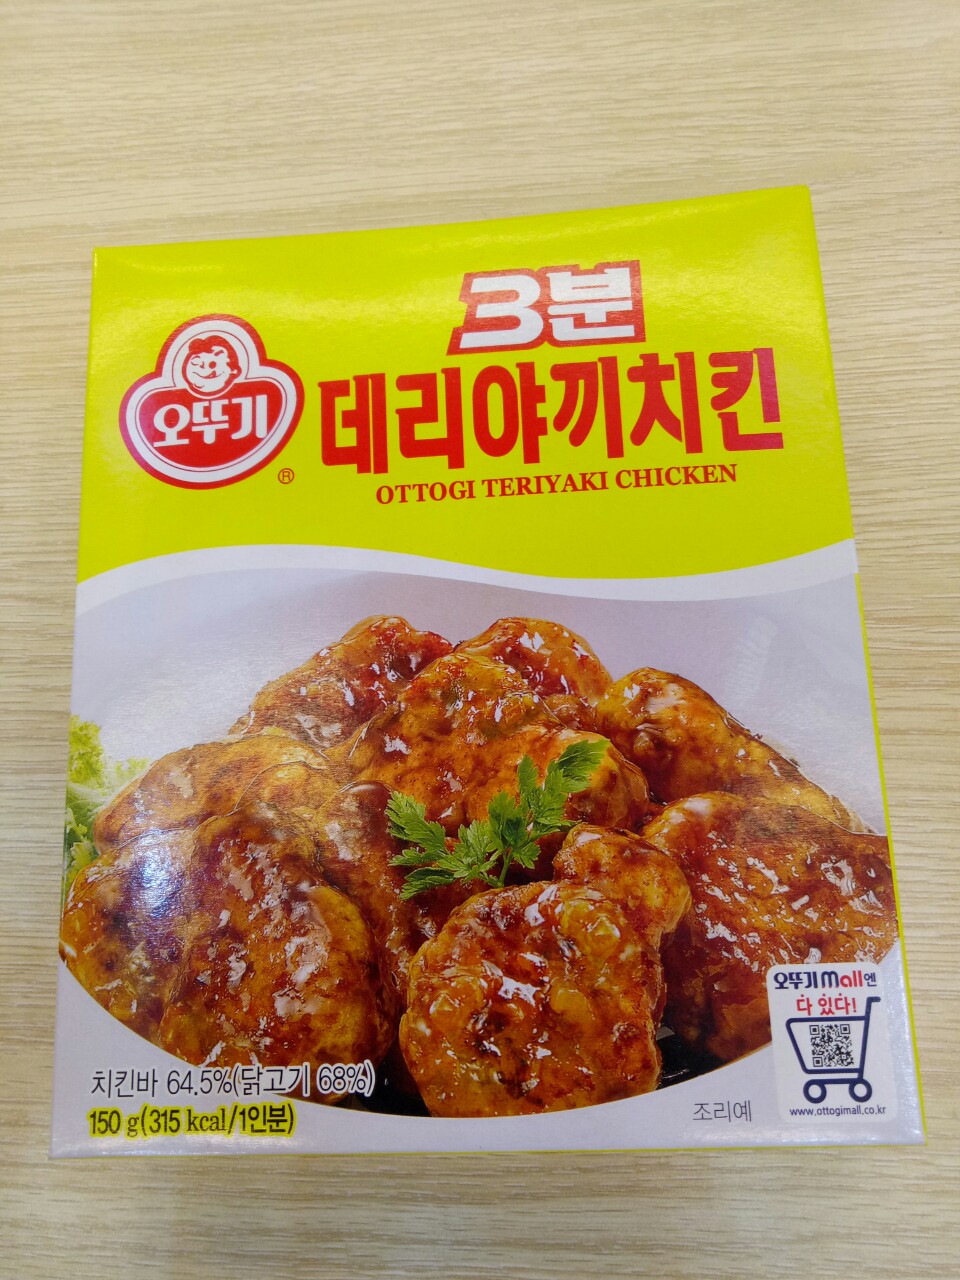 3분
오뚜기
®
데리야끼치킨
OTTOGI TERIYAKI CHICKEN
오뚜기mall엔
다 있다!
www.ottogimall.co.kr
치킨바 64.5%(닭고기 68%)
150 g(315 kcal/1인분)
조리예